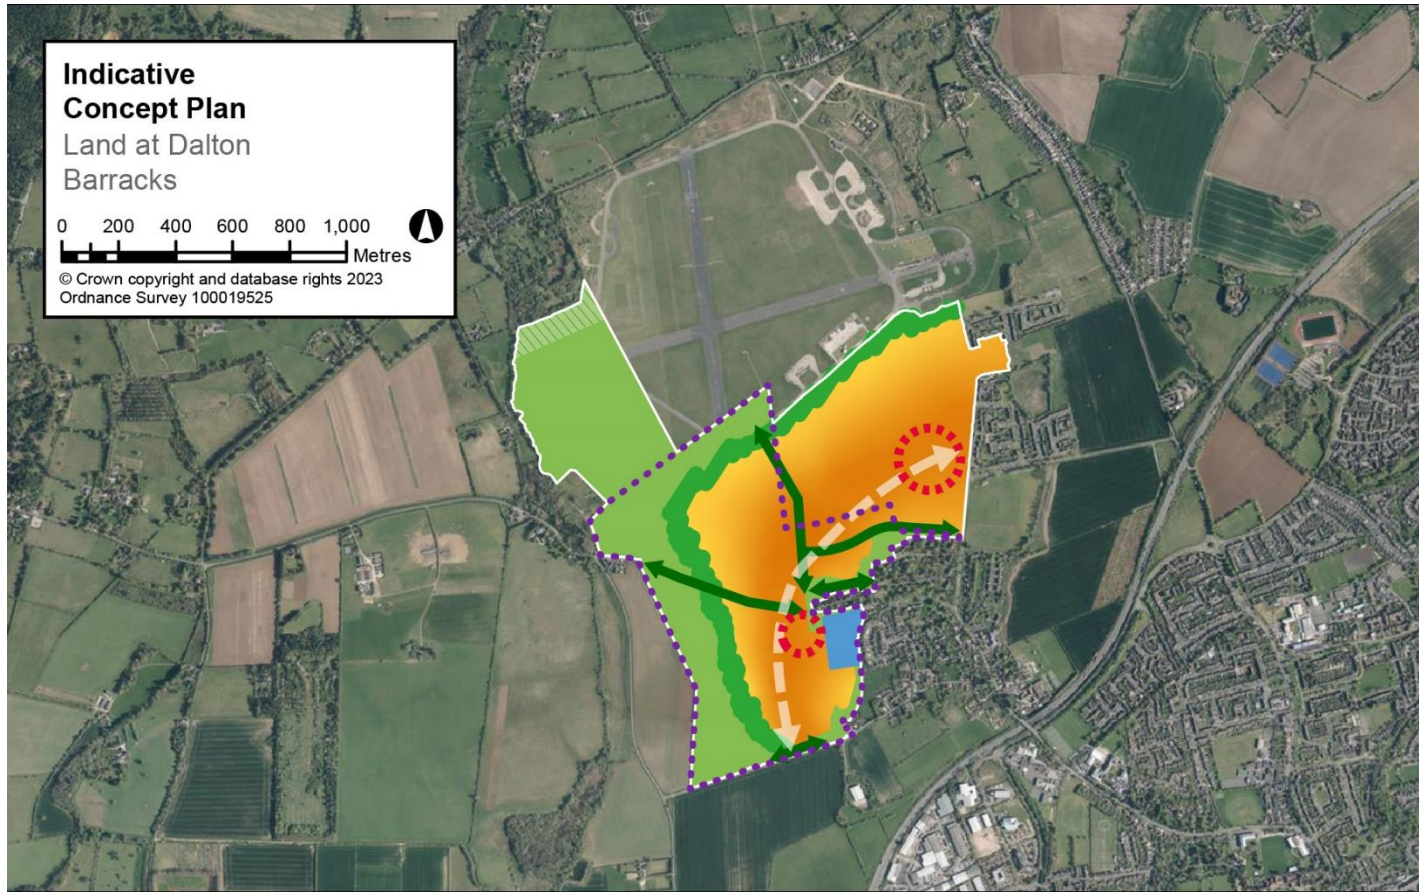 Indicative
Concept Plan
Land at Dalton
Barracks
0 200 400 600 800 1,000
Metres
© Crown copyright and database rights 2023
Ordnance Survey 100019525